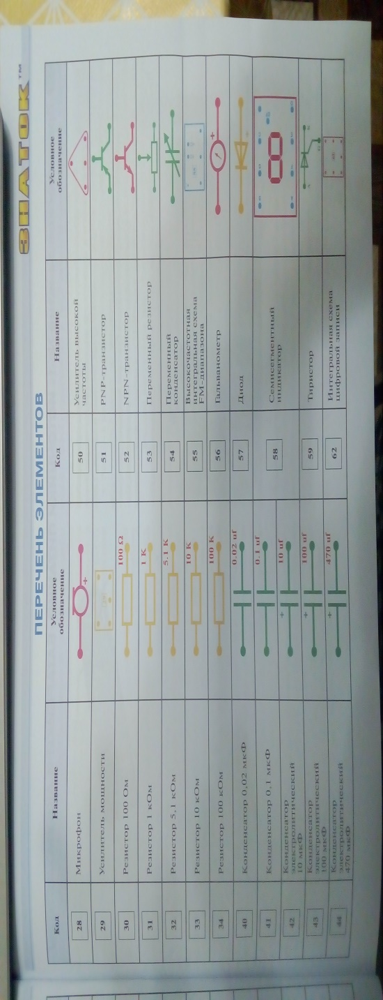 ЗНАТОК™
ПЕРЕЧЕНЬ ЭЛЕМЕНТОВ
Код Название Условное обозначение Код Название Условное обозначение
28 Микрофон +
50 Усилитель высокой частоты
29 Усилитель мощности
51 PNP-транзистор
30 Резистор 100 Ом 100 Ω
52 NPN-транзистор
31 Резистор 1 кОм 1 K
53 Переменный резистор
32 Резистор 5,1 кОм 5.1 K
54 Переменный конденсатор
33 Резистор 10 кОм 10 K
55 Высокочастотная интегральная схема FM-диапазона
34 Резистор 100 кОм 100 K
56 Гальванометр +
40 Конденсатор 0,02 мкФ 0.02 uf
57 Диод
41 Конденсатор 0,1 мкФ 0.1 uf
58 Семисегментный индикатор 8
42 Конденсатор электролитический 10 мкФ + 10 uf
43 Конденсатор электролитический 100 мкФ + 100 uf
59 Тиристор
44 Конденсатор электролитический 470 мкФ + 470 uf
62 Интегральная схема цифровой записи